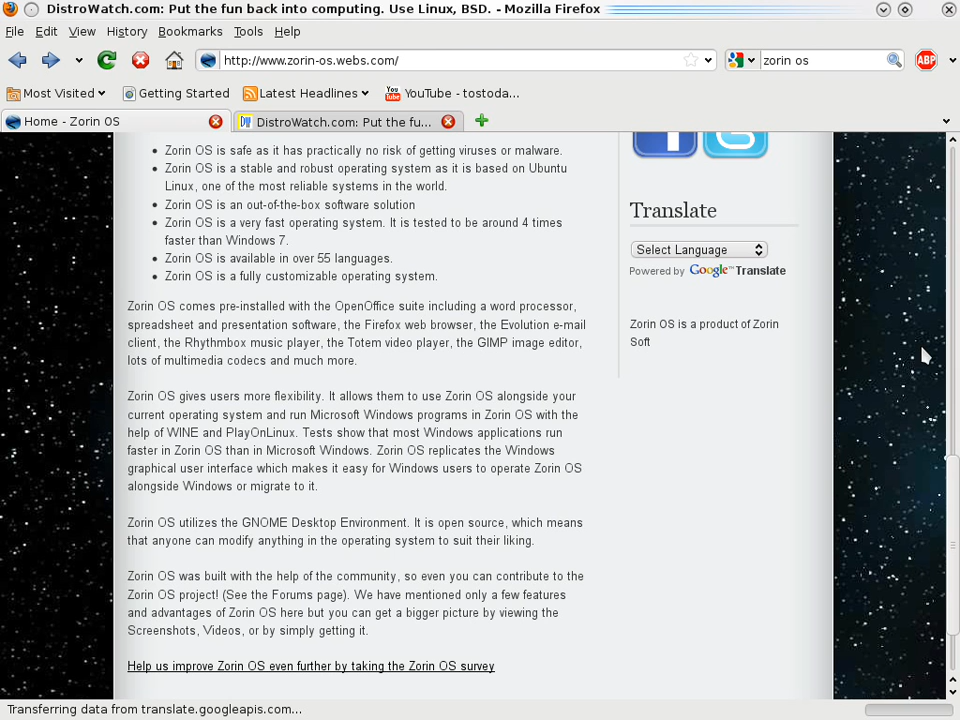 DistroWatch.com: Put the fun back into computing. Use Linux, BSD. - Mozilla Firefox
File Edit View History Bookmarks Tools Help
http://www.zorin-os.webs.com/
zorin os
ABP
Most Visited Getting Started Latest Headlines You Tube YouTube - tostoda...
Home - Zorin OS DistroWatch.com: Put the fu...
Zorin OS is safe as it has practically no risk of getting viruses or malware.
Zorin OS is a stable and robust operating system as it is based on Ubuntu
Linux, one of the most reliable systems in the world.
Zorin OS is an out-of-the-box software solution
Zorin OS is a very fast operating system. It is tested to be around 4 times
faster than Windows 7.
Zorin OS is available in over 55 languages.
Zorin OS is a fully customizable operating system.
Zorin OS comes pre-installed with the OpenOffice suite including a word processor,
spreadsheet and presentation software, the Firefox web browser, the Evolution e-mail
client, the Rhythmbox music player, the Totem video player, the GIMP image editor,
lots of multimedia codecs and much more.
Zorin OS gives users more flexibility. It allows them to use Zorin OS alongside your
current operating system and run Microsoft Windows programs in Zorin OS with the
help of WINE and PlayOnLinux. Tests show that most Windows applications run
faster in Zorin OS than in Microsoft Windows. Zorin OS replicates the Windows
graphical user interface which makes it easy for Windows users to operate Zorin OS
alongside Windows or migrate to it.
Zorin OS utilizes the GNOME Desktop Environment. It is open source, which means
that anyone can modify anything in the operating system to suit their liking.
Zorin OS was built with the help of the community, so even you can contribute to the
Zorin OS project! (See the Forums page). We have mentioned only a few features
and advantages of Zorin OS here but you can get a bigger picture by viewing the
Screenshots, Videos, or by simply getting it.
Help us improve Zorin OS even further by taking the Zorin OS survey
Translate
Select Language
Powered by Google™ Translate
Zorin OS is a product of Zorin
Soft
Transferring data from translate.googleapis.com...